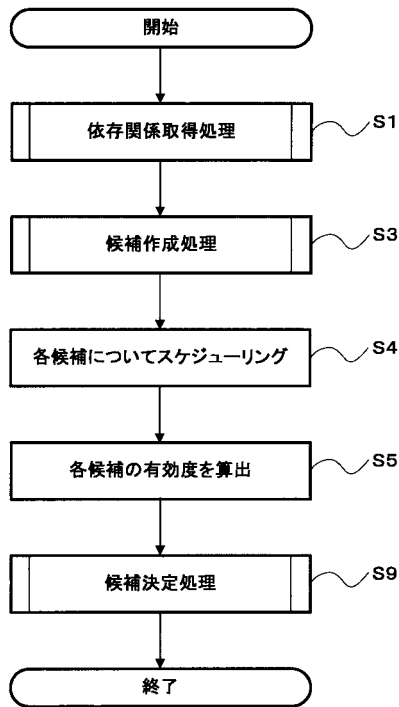 開始
依存関係取得処理
S1
候補作成処理
S3
各候補についてスケジューリング
S4
各候補の有効度を算出
S5
候補決定処理
S9
終了